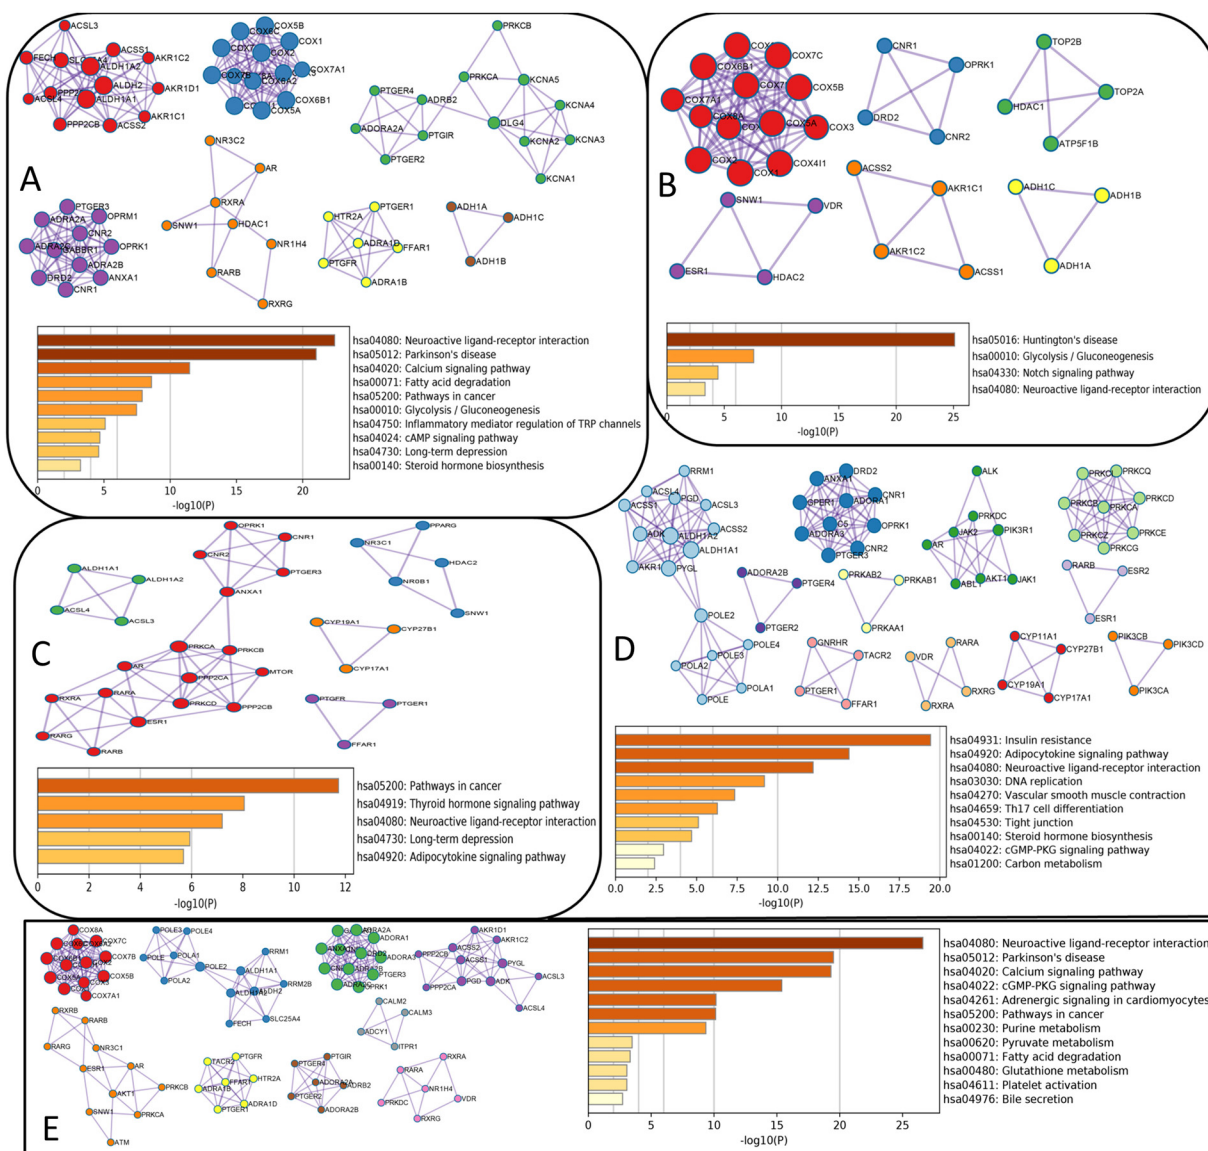 A
ACSL3
FECH
ACSS1
AKR1C2
ALDH1A2
ALDH2
AKR1D1
ACSL4
ALDH1A1
AKR1C1
PPP2CB
ACSS2
COX5B
COX6C
COX1
COX2
COX7A1
COX7B
COX6A2
COX6B1
COX5A
PRKCB
PRKCA
KCNA5
KCNA4
DLG4
KCNA2
KCNA3
KCNA1
PTGER4
ADRB2
ADORA2A
PTGIR
PTGER2
NR3C2
AR
RXRA
SNW1
HDAC1
NR1H4
RARB
RXRG
PTGER3
ADRA2A
OPRM1
CNR2
ADRA2C
GABBR1
OPRK1
ADRA2B
DRD2
ANXA1
CNR1
HTR2A
PTGER1
ADRA1D
FFAR1
PTGFR
ADRA1B
ADH1A
ADH1C
ADH1B
hsa04080: Neuroactive ligand-receptor interaction
hsa05012: Parkinson's disease
hsa04020: Calcium signaling pathway
hsa00071: Fatty acid degradation
hsa05200: Pathways in cancer
hsa00010: Glycolysis / Gluconeogenesis
hsa04750: Inflammatory mediator regulation of TRP channels
hsa04024: cAMP signaling pathway
hsa04730: Long-term depression
hsa00140: Steroid hormone biosynthesis
0 5 10 15 20
-log10(P)
B
COX7C
COX6B1
COX5B
COX7A1
COX8A
COX5A
COX3
COX2
COX4I1
COX1
CNR1
OPRK1
DRD2
CNR2
TOP2B
HDAC1
TOP2A
ATP5F1B
SNW1
VDR
ESR1
HDAC2
ACSS2
AKR1C1
AKR1C2
ACSS1
ADH1C
ADH1B
ADH1A
hsa05016: Huntington's disease
hsa00010: Glycolysis / Gluconeogenesis
hsa04330: Notch signaling pathway
hsa04080: Neuroactive ligand-receptor interaction
0 5 10 15 20 25
-log10(P)
C
ALDH1A1
ALDH1A2
ACSL4
ACSL3
OPRK1
CNR1
CNR2
PTGER3
ANXA1
PRKCA
PRKCB
AR
PPP2CA
MTOR
RXRA
RARA
PRKCD
PPP2CB
ESR1
RARG
RARB
PPARG
NR3C1
HDAC2
NR0B1
SNW1
CYP19A1
CYP27B1
CYP17A1
PTGFR
PTGER1
FFAR1
hsa05200: Pathways in cancer
hsa04919: Thyroid hormone signaling pathway
hsa04080: Neuroactive ligand-receptor interaction
hsa04730: Long-term depression
hsa04920: Adipocytokine signaling pathway
0 2 4 6 8 10 12
-log10(P)
D
RRM1
ACSL4
PGD
ACSS1
ACSL3
ADK
ACSS2
ALDH1A2
ALDH1A1
PYGL
POLE2
POLE4
POLE3
POLA2
POLA1
POLE
DRD2
ANXA1
CNR1
GPER1
ADORA1
C5
OPRK1
ADORA3
CNR2
PTGER3
ALK
PRKDC
JAK2
PIK3R1
AR
ABL1
AKT1
JAK1
PRKCQ
PRKCD
PRKCB
PRKCA
PRKCZ
PRKCE
PRKCG
ADORA2B
PTGER4
PTGER2
PRKAB2
PRKAB1
PRKAA1
RARB
ESR2
ESR1
GNRHR
TACR2
PTGER1
FFAR1
RARA
VDR
RXRG
RXRA
CYP11A1
CYP27B1
CYP19A1
CYP17A1
PIK3CB
PIK3CD
PIK3CA
hsa04931: Insulin resistance
hsa04920: Adipocytokine signaling pathway
hsa04080: Neuroactive ligand-receptor interaction
hsa03030: DNA replication
hsa04270: Vascular smooth muscle contraction
hsa04659: Th17 cell differentiation
hsa04530: Tight junction
hsa00140: Steroid hormone biosynthesis
hsa04022: cGMP-PKG signaling pathway
hsa01200: Carbon metabolism
0.0 2.5 5.0 7.5 10.0 12.5 15.0 17.5 20.0
-log10(P)
E
COX8A
COX7C
COX7B
COX5B
COX3
COX7A1
POLE3
POLE4
POLE
POLA1
POLE2
POLA2
RRM1
ALDH1A1
RRM2B
ALDH1A2
ALDH2
FECH
SLC25A4
ADRA2A
ADORA1
DRD2
ADORA3
ADRA2B
PTGER3
ADRA2C
OPRK1
AKR1D1
AKR1C2
ACSS2
PPP2CB
ACSS1
PYGL
ACSL3
PGD
ADK
PPP2CA
ACSL4
CALM2
CALM3
ADCY1
ITPR1
RXRB
RARB
RARG
NR3C1
ESR1
AR
AKT1
PRKCB
SNW1
PRKCA
ATM
TACR2
PTGFR
FFAR1
HTR2A
ADRA1B
ADRA1D
PTGER1
PTGIR
PTGER4
ADORA2A
ADRB2
PTGER2
ADORA2B
RXRA
RARA
NR1H4
PRKDC
VDR
RXRG
hsa04080: Neuroactive ligand-receptor interaction
hsa05012: Parkinson's disease
hsa04020: Calcium signaling pathway
hsa04022: cGMP-PKG signaling pathway
hsa04261: Adrenergic signaling in cardiomyocytes
hsa05200: Pathways in cancer
hsa00230: Purine metabolism
hsa00620: Pyruvate metabolism
hsa00071: Fatty acid degradation
hsa00480: Glutathione metabolism
hsa04611: Platelet activation
hsa04976: Bile secretion
0 5 10 15 20 25
-log10(P)